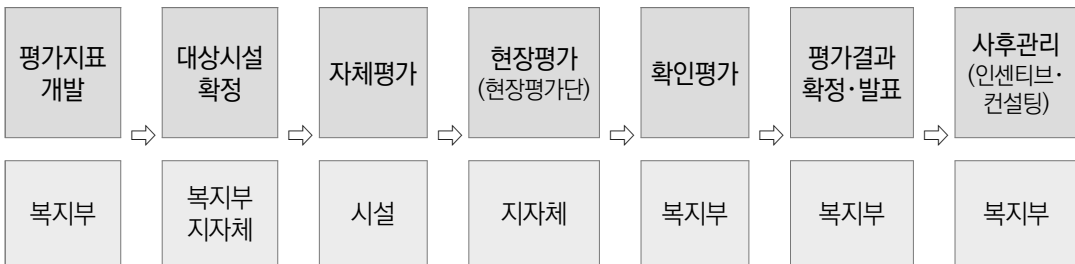 평가지표
개발
대상시설
확정
자체평가
현장평가
(현장평가단)
확인평가
평가결과
확정·발표
사후관리
(인센티브·
컨설팅)
복지부
복지부
지자체
시설
지자체
복지부
복지부
복지부